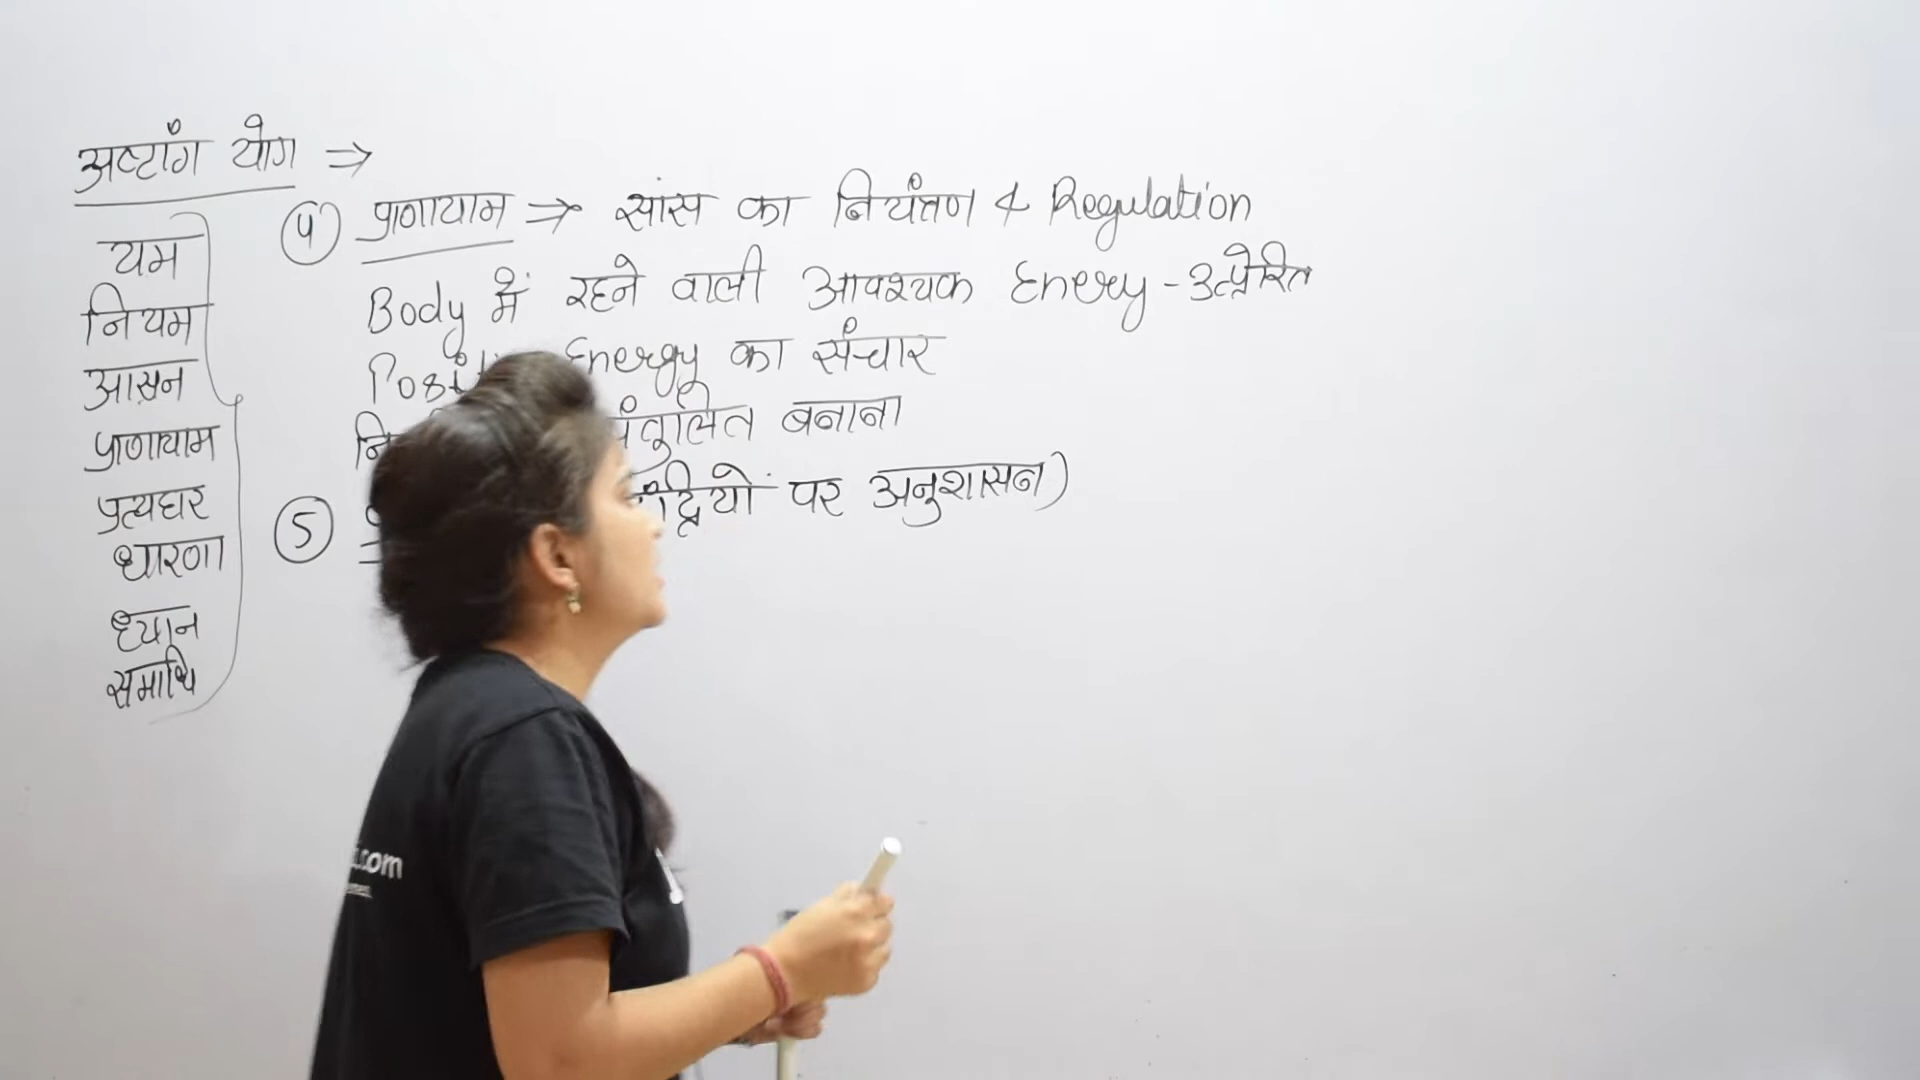 अष्टांग योग ⇒
यम
नियम
आसन
प्राणायाम
प्रत्यहार
धारणा
ध्यान
समाधि
④ प्राणायाम ⇒ सांस का नियंत्रण & Regulation
Body में रहने वाली आवश्यक Energy - उत्प्रेरित
Energy का संचार
बनाना
⑤ पर अनुशासन)
.com